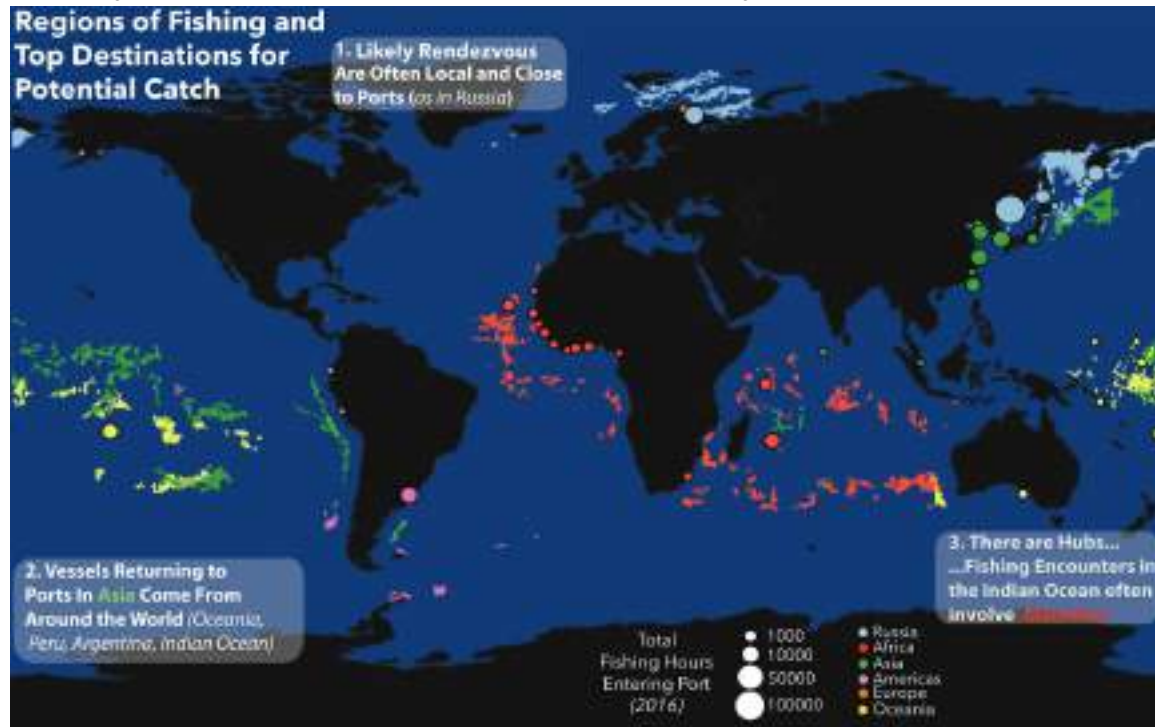 Regions of Fishing and
Top Destinations for
Potential Catch
1. Likely Rendezvous
Are Often Local and Close
to Ports (as in Russia)
2. Vessels Returning to
Ports In Asia Come From
Around the World (Oceania,
Peru, Argentina, Indian Ocean)
3. There are Hubs...
...Fishing Encounters in
the Indian Ocean often
involve
Total
Fishing Hours
Entering Port
(2016)
1000
10000
50000
100000
Russia
Africa
Asia
Americas
Europe
Oceania